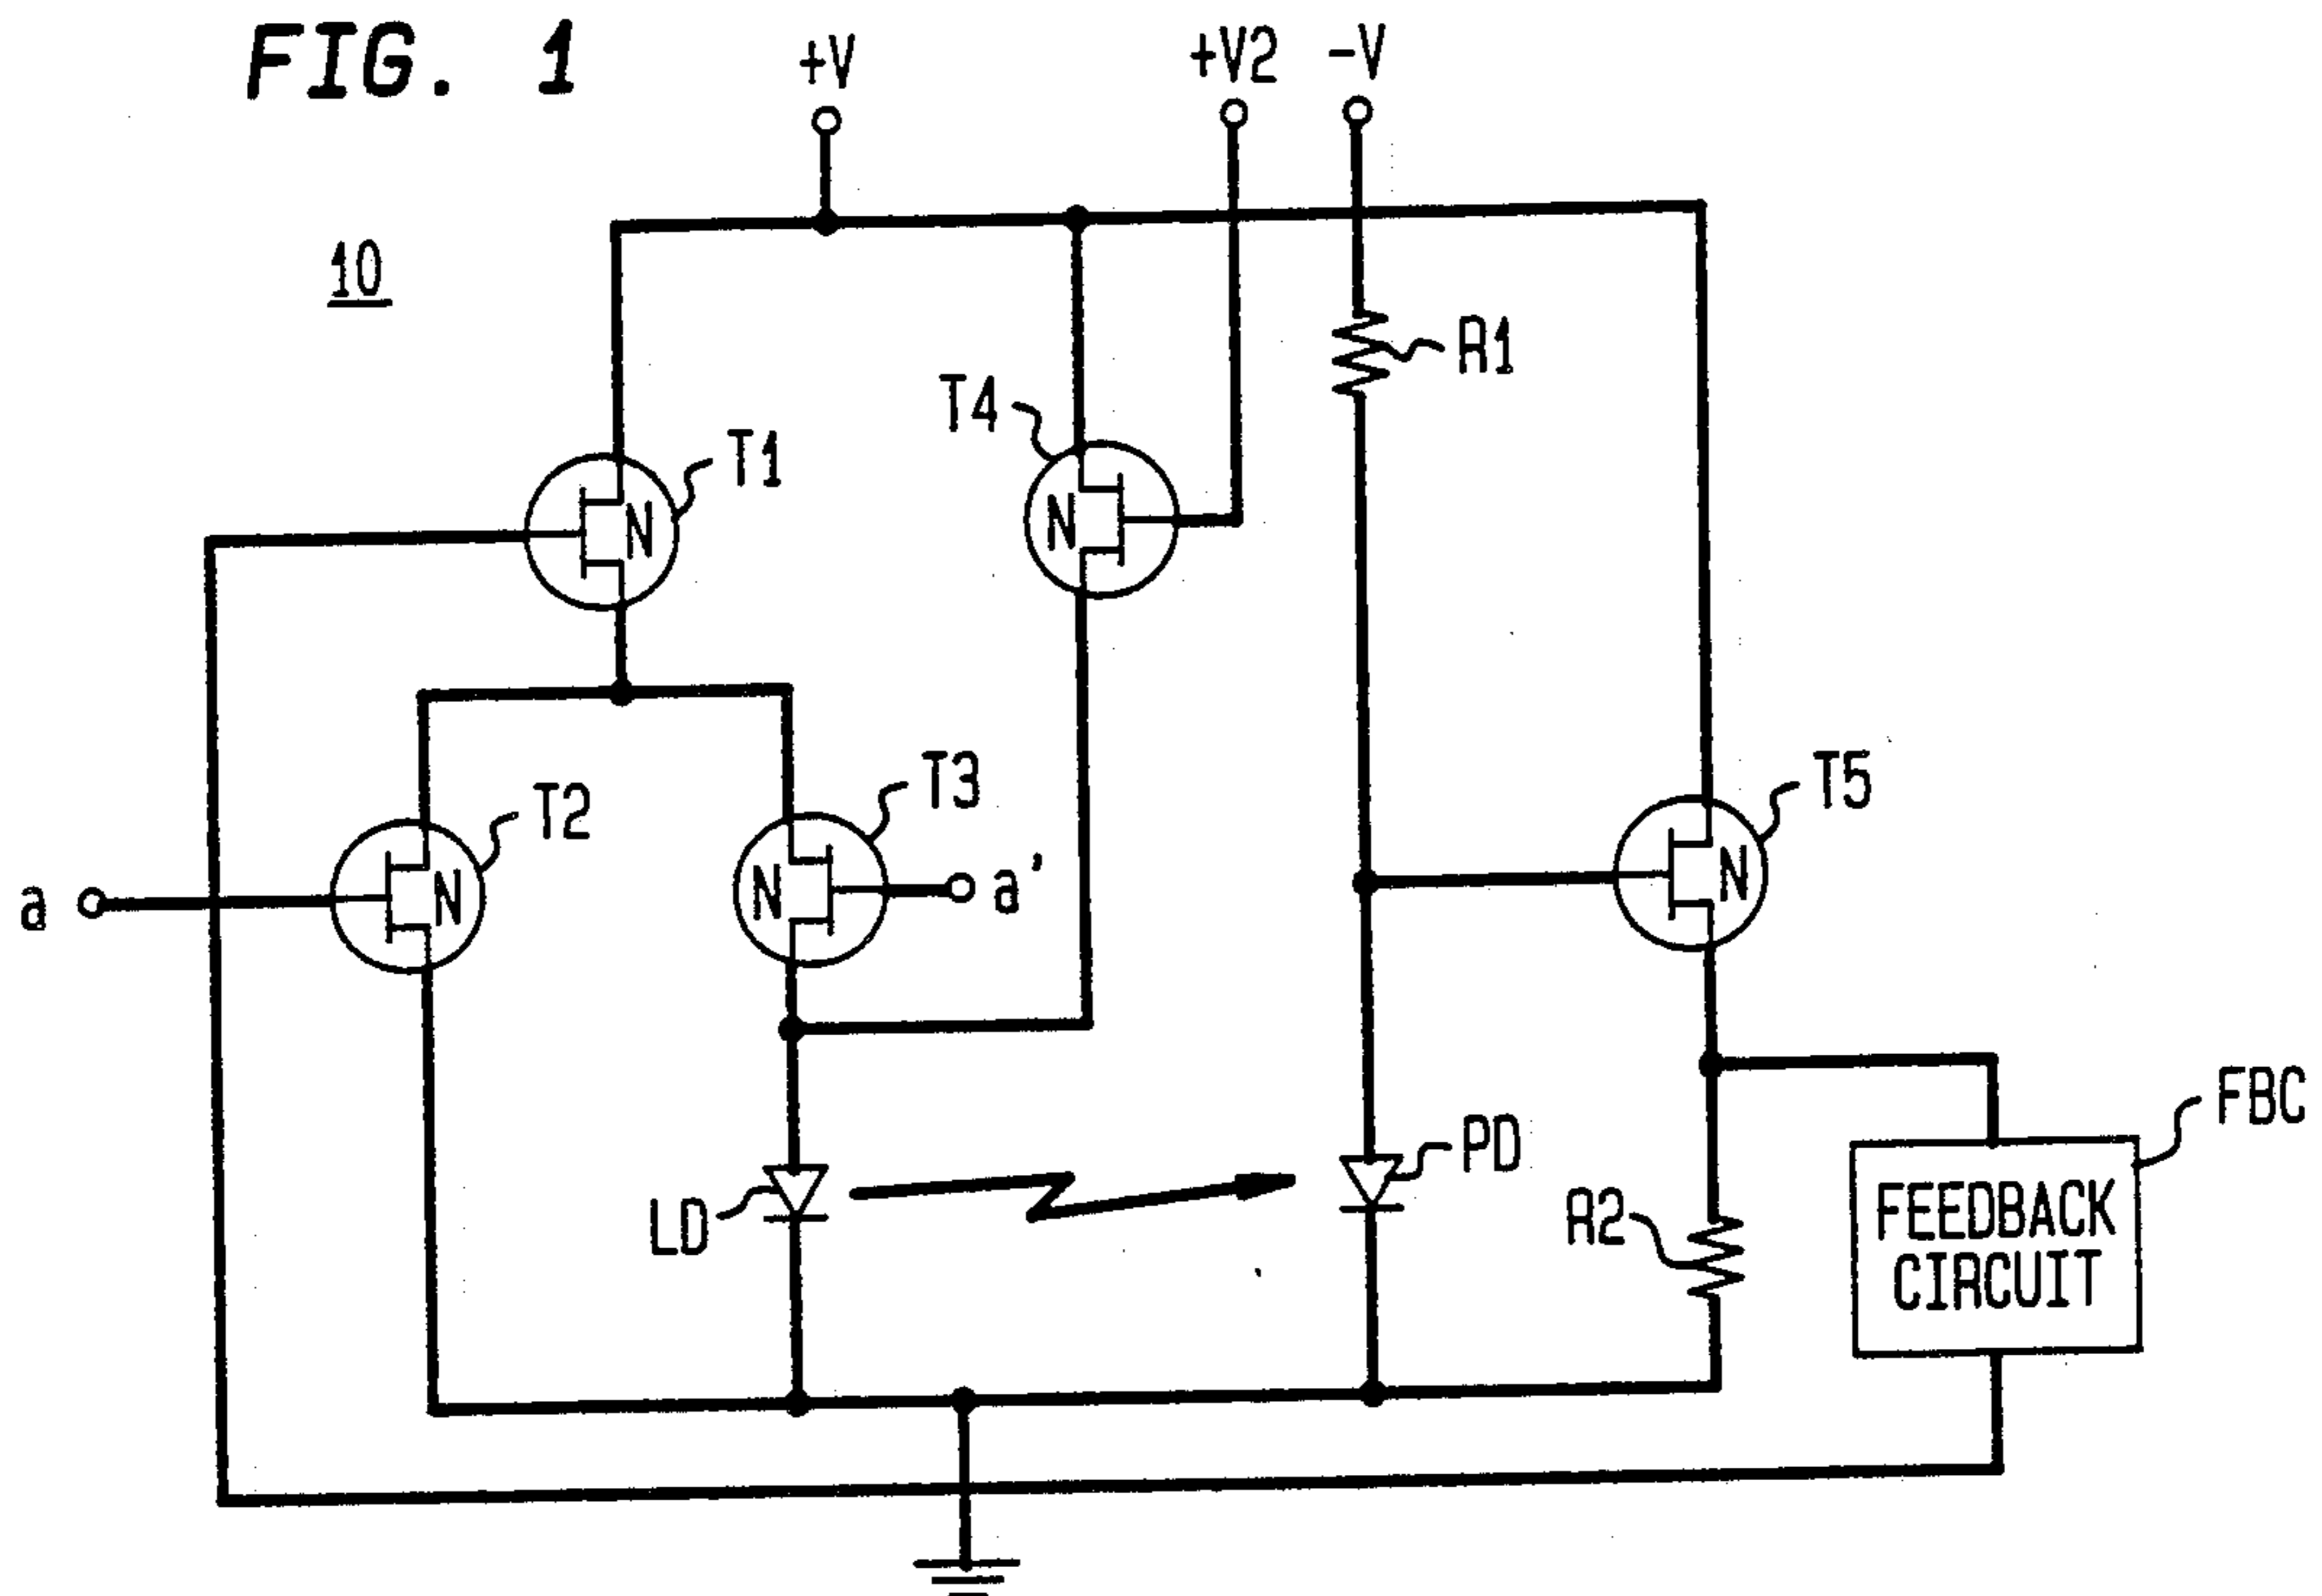 FIG. 1
+V
+V2
-V
10
R1
T4
T1
N
N
T3
T5
T2
N
a
N
N
a'
FBC
PD
LD
R2
FEEDBACK
CIRCUIT